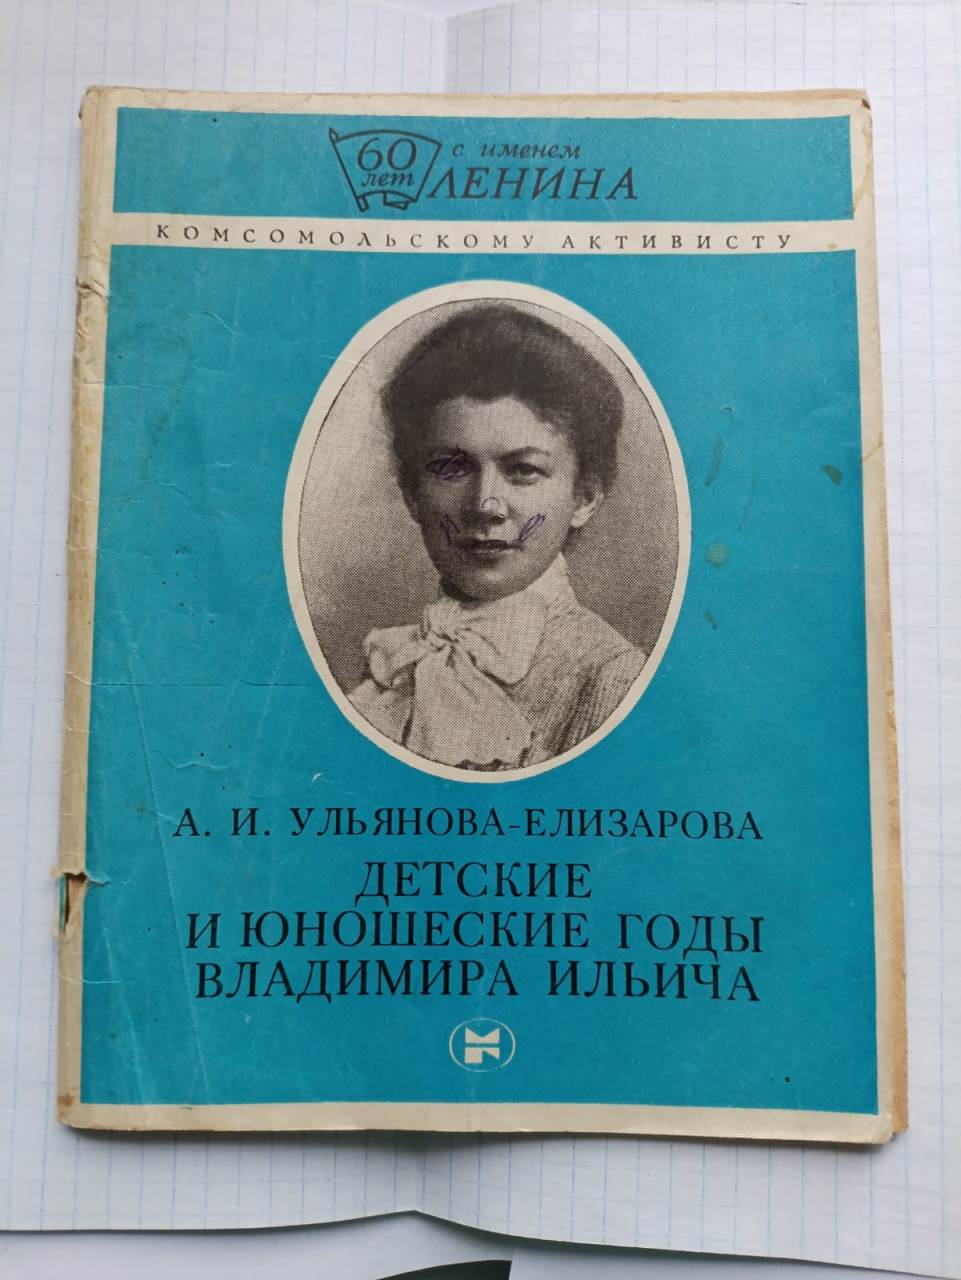 60 лет
с именем
ЛЕНИНА
КОМСОМОЛЬСКОМУ АКТИВИСТУ
А. И. УЛЬЯНОВА-ЕЛИЗАРОВА
ДЕТСКИЕ
И ЮНОШЕСКИЕ ГОДЫ
ВЛАДИМИРА ИЛЬИЧА